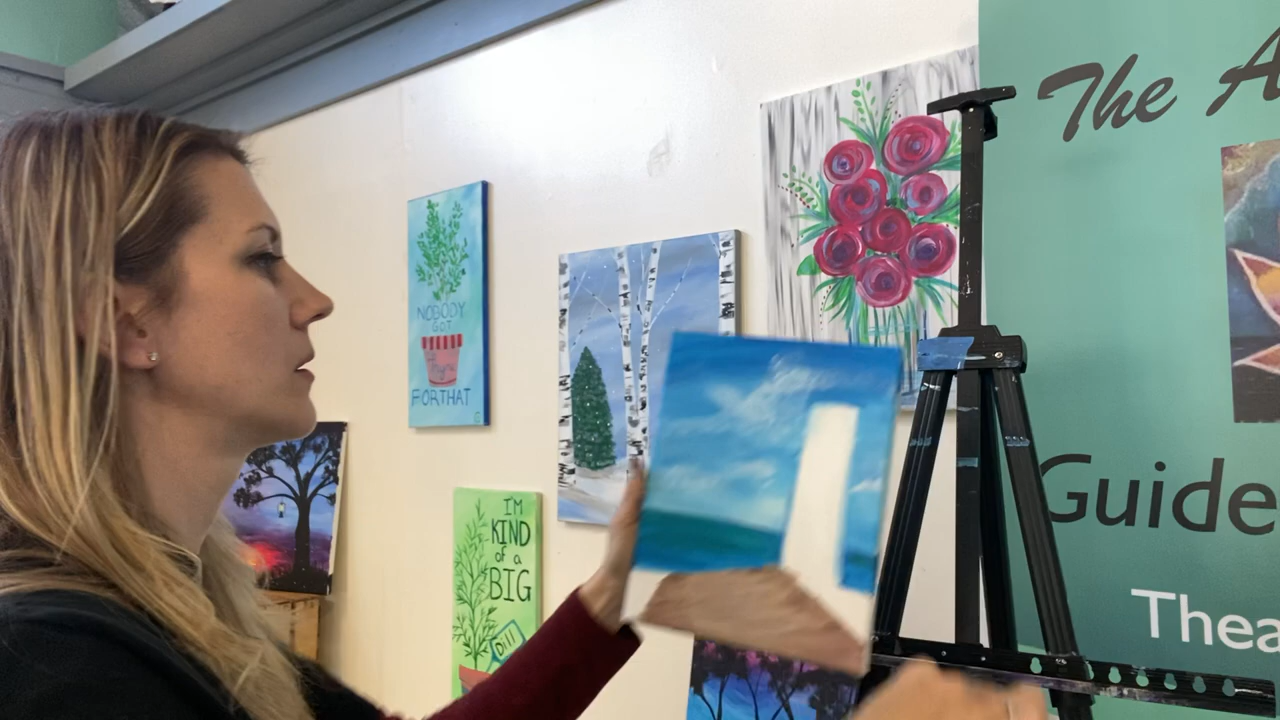 NOBODY
GOT
FORTHAT
I'M
KIND
of a
BIG
Dill
The A
Guide
Thea